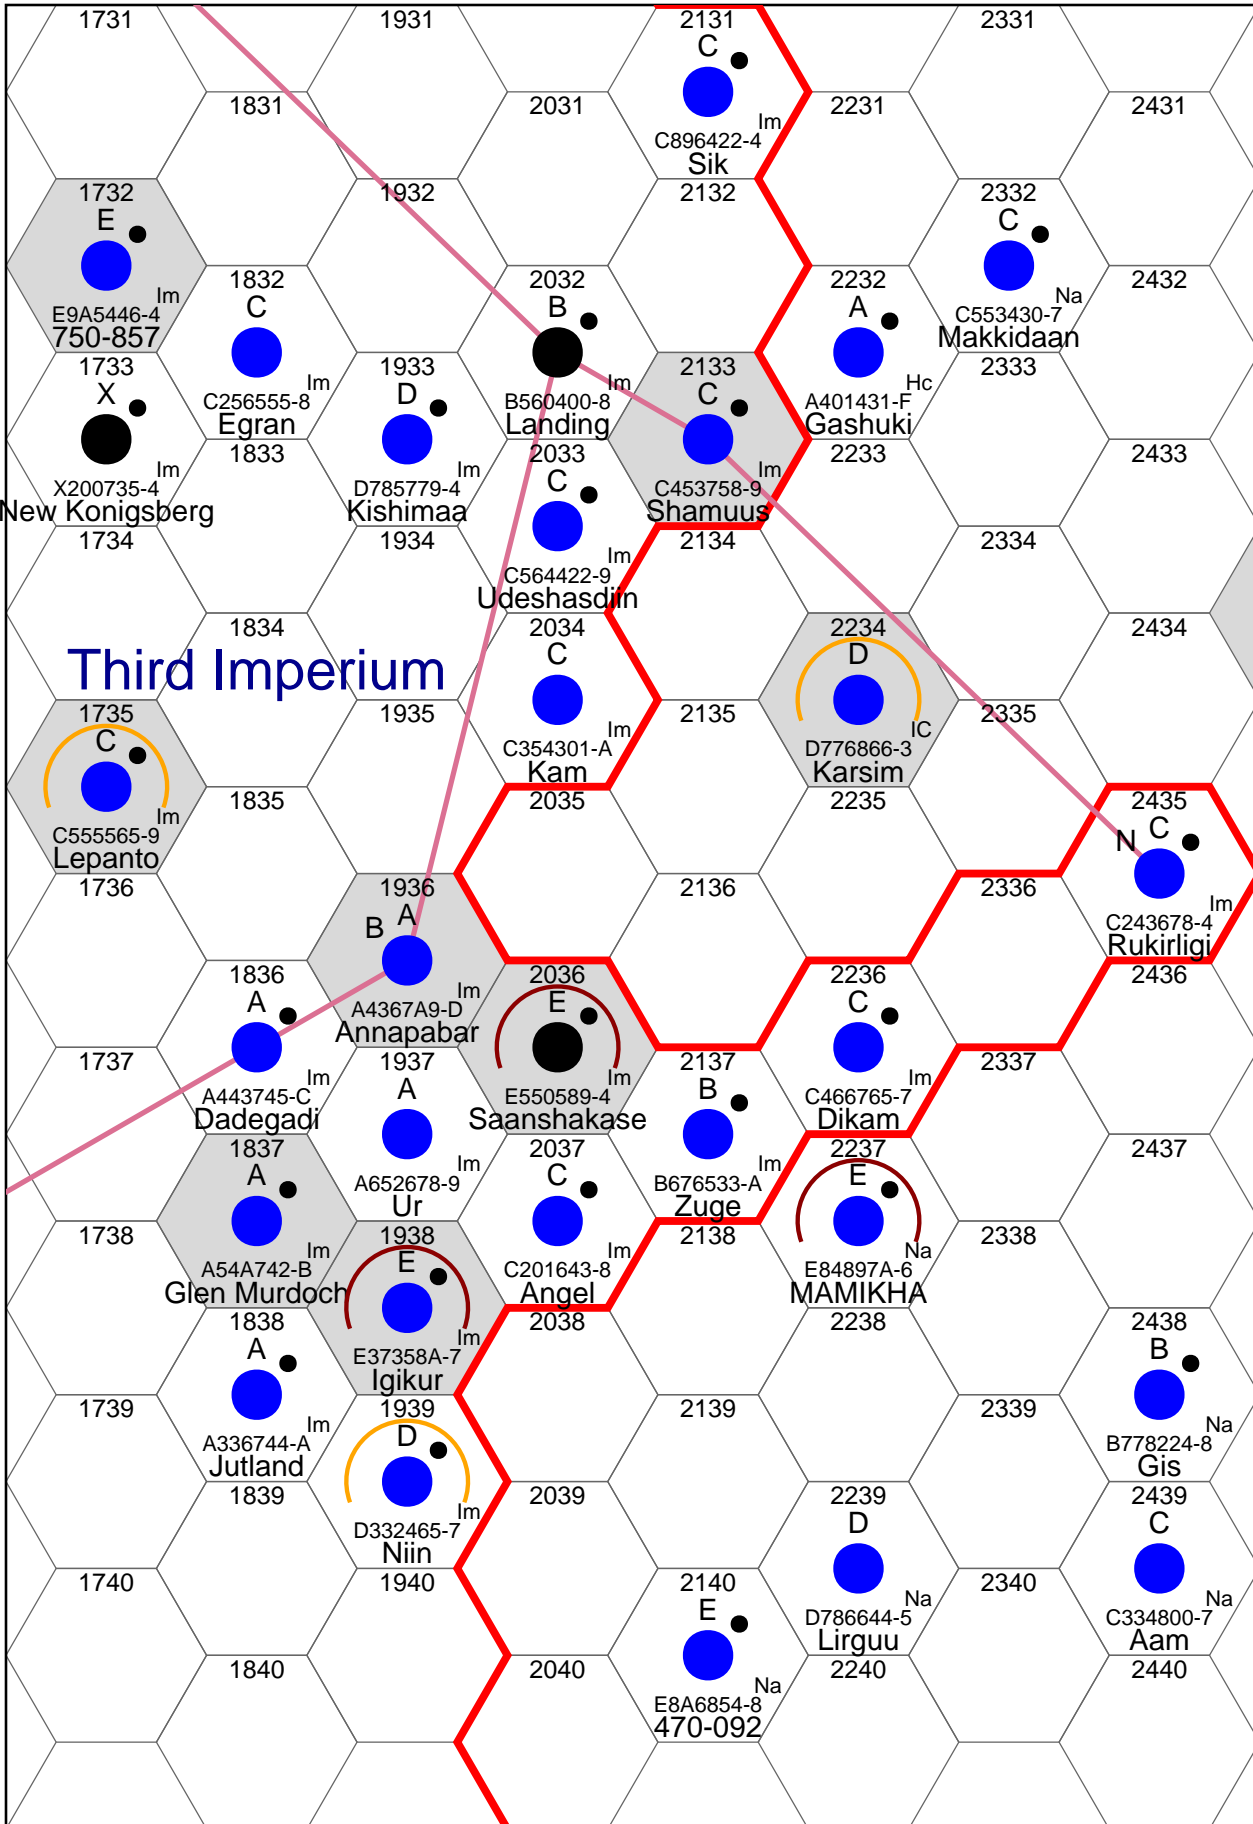 1731
1931
2131
C
Im
C896422-4
Sik
2331
1831
2031
2231
2431
1732
E
Im
E9A5446-4
750-857
1932
2132
2332
C
Na
C553430-7
Makkidaan
1832
C
Im
C256555-8
Egran
2032
B
Im
B560400-8
Landing
2232
A
Hc
A401431-F
Gashuki
2432
1733
X
Im
X200735-4
New Konigsberg
1933
D
Im
D785779-4
Kishimaa
2133
C
Im
C453758-9
Shamuus
2333
1833
2033
C
Im
C564422-9
Udeshasdiin
2233
2433
1734
1934
2134
2334
1834
2034
C
Im
C354301-A
Kam
2234
D
IC
D776866-3
Karsim
2434
Third Imperium
1735
C
Im
C555565-9
Lepanto
1935
2135
2335
1835
2035
2235
2435
N C
Im
C243678-4
Rukirligi
1736
1936
B A
Im
A4367A9-D
Annapabar
2136
2336
1836
A
Im
A443745-C
Dadegadi
2036
E
Im
E550589-4
Saanshakase
2236
C
Im
C466765-7
Dikam
2436
1737
1937
A
Im
A652678-9
Ur
2137
B
Im
B676533-A
Zuge
2337
1837
A
Im
A54A742-B
Glen Murdoch
2037
C
Im
C201643-8
Angel
2237
E
Na
E84897A-6
MAMIKHA
2437
1738
1938
E
Im
E37358A-7
Igikur
2138
2338
1838
A
Im
A336744-A
Jutland
2038
2238
2438
B
Na
B778224-8
Gis
1739
1939
D
Im
D332465-7
Niin
2139
2339
1839
2039
2239
D
Na
D786644-5
Lirguu
2439
C
Na
C334800-7
Aam
1740
1940
2140
E
Na
E8A6854-8
470-092
2340
1840
2040
2240
2440